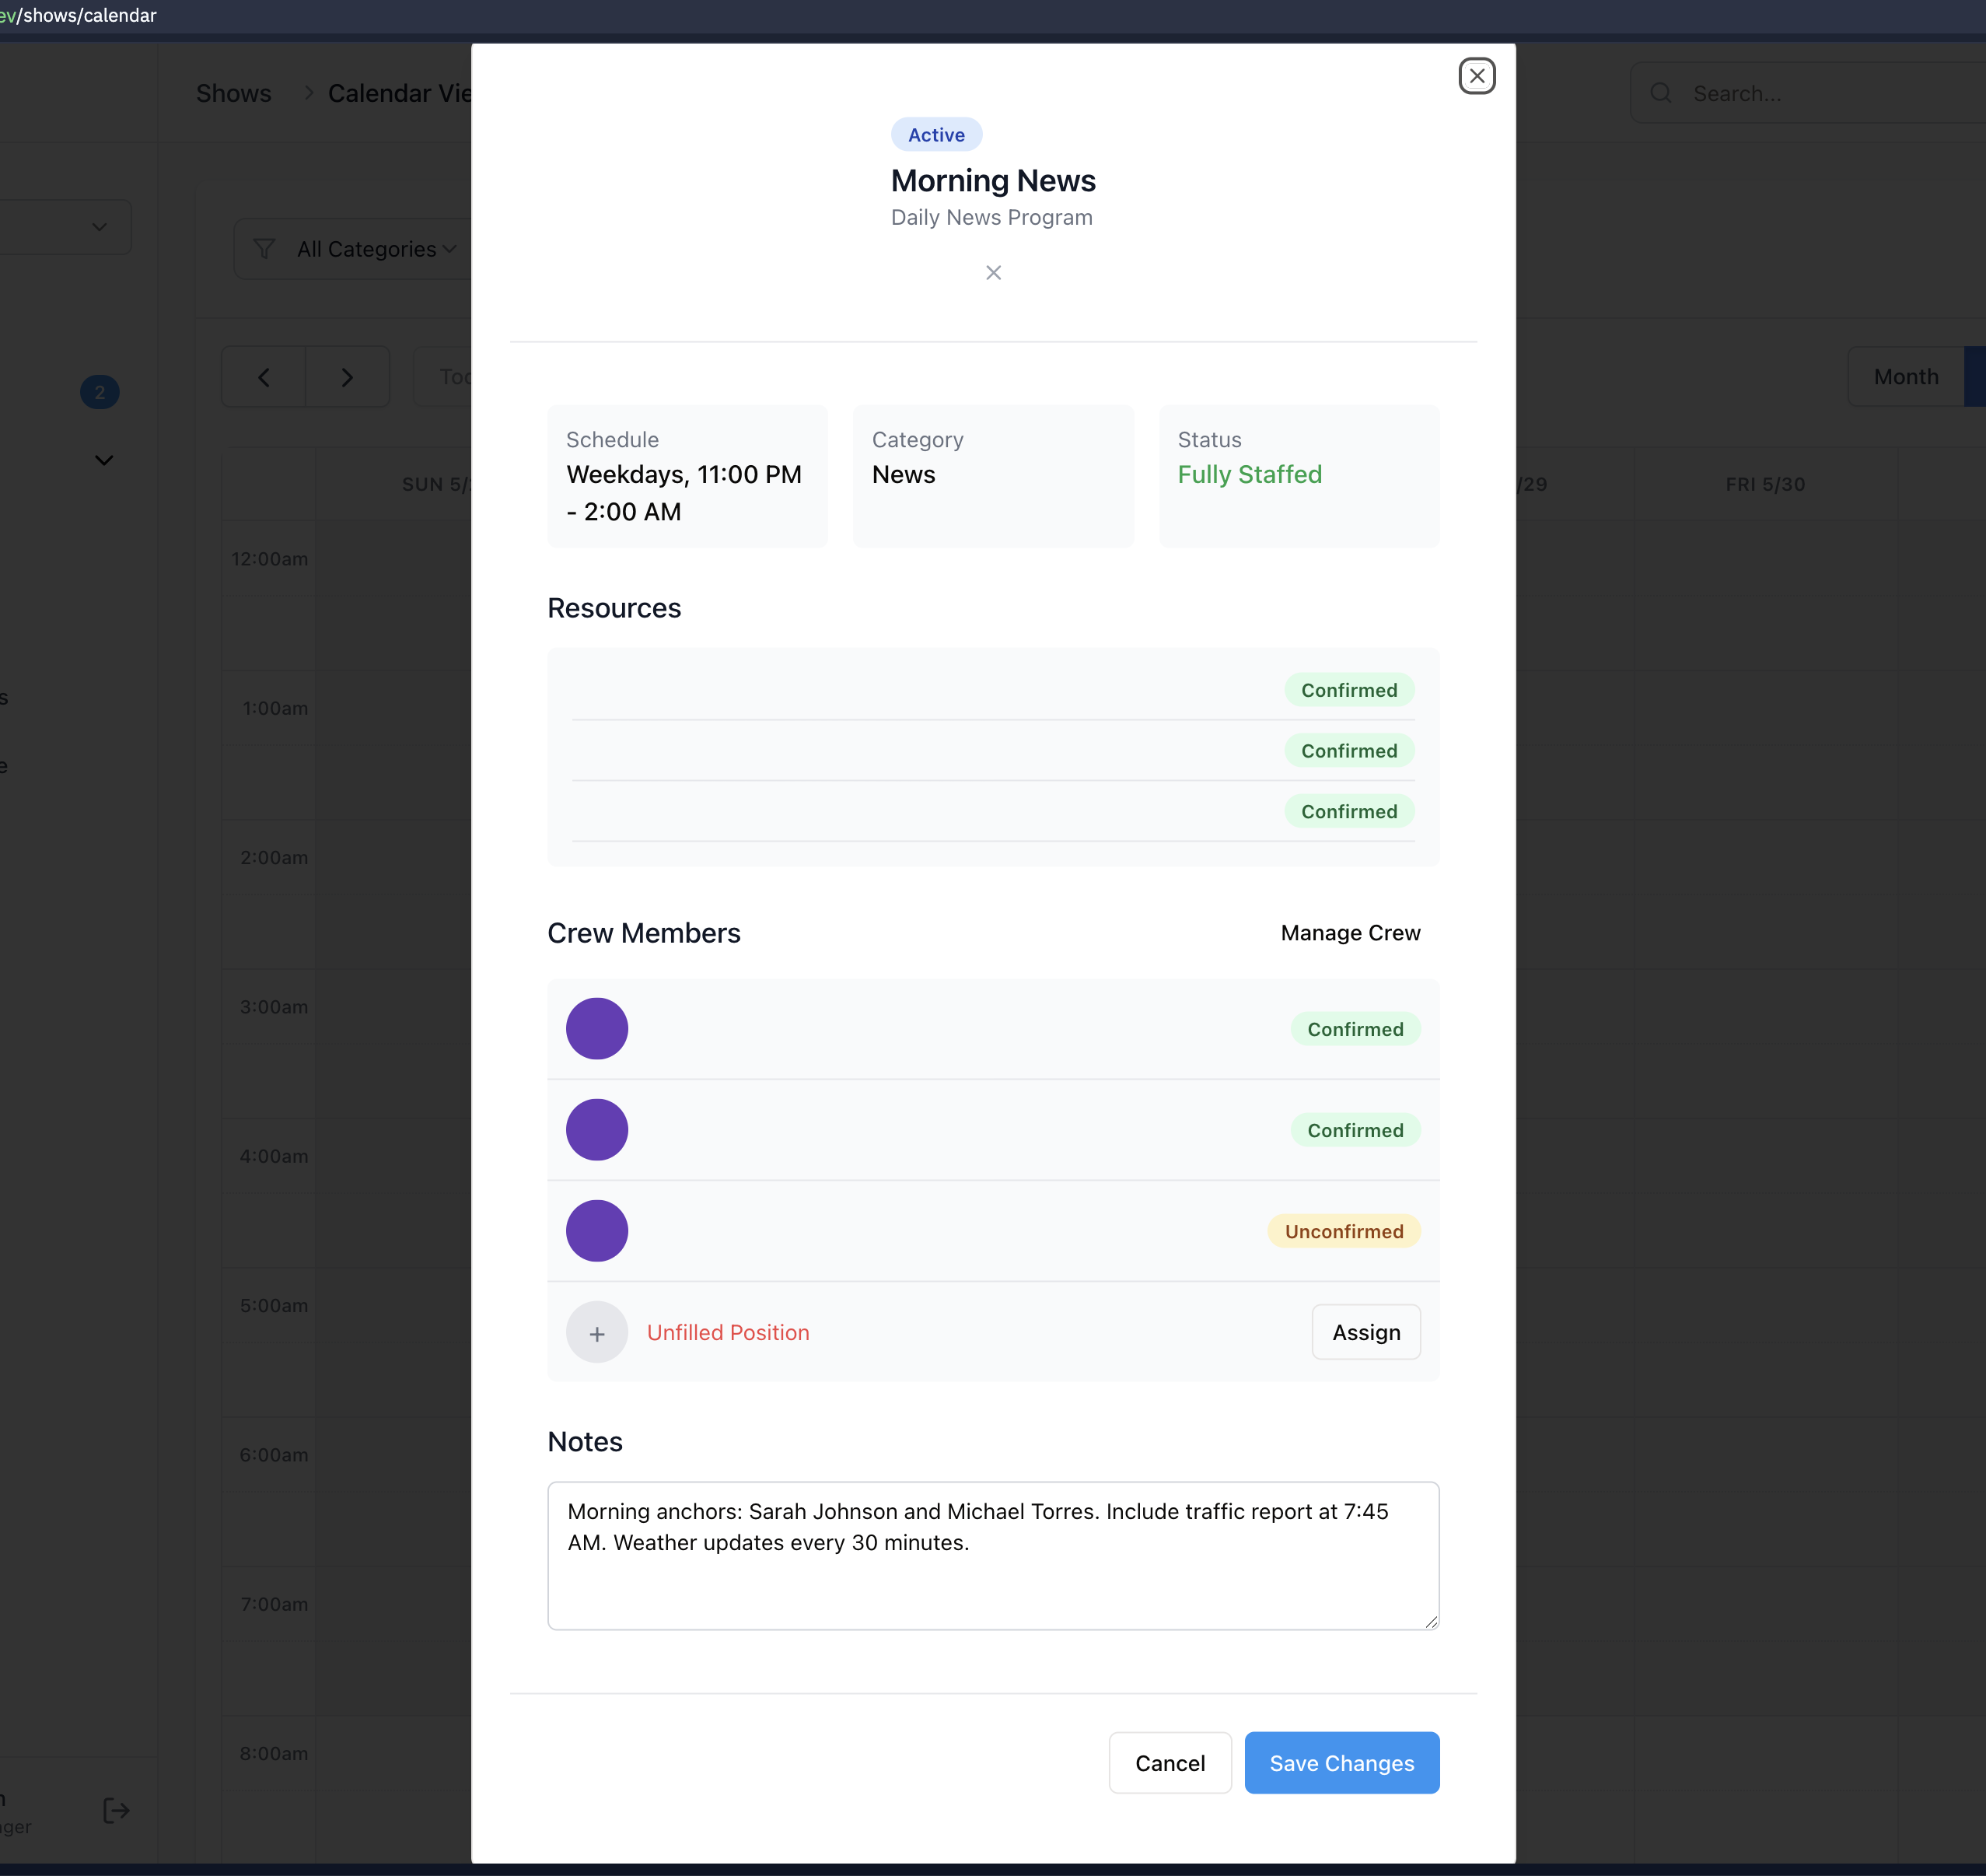 /shows/calendar
Shows
Calendar Vie
Search...
Active
Morning News
Daily News Program
All Categories
Month
2
Schedule
Weekdays, 11:00 PM
- 2:00 AM
Category
News
Status
Fully Staffed
SUN 5/
/29
FRI 5/30
12:00am
1:00am
2:00am
3:00am
4:00am
5:00am
6:00am
7:00am
8:00am
Resources
Confirmed
Confirmed
Confirmed
Crew Members
Manage Crew
Confirmed
Confirmed
Unconfirmed
+
Unfilled Position
Assign
Notes
Morning anchors: Sarah Johnson and Michael Torres. Include traffic report at 7:45
AM. Weather updates every 30 minutes.
Cancel
Save Changes